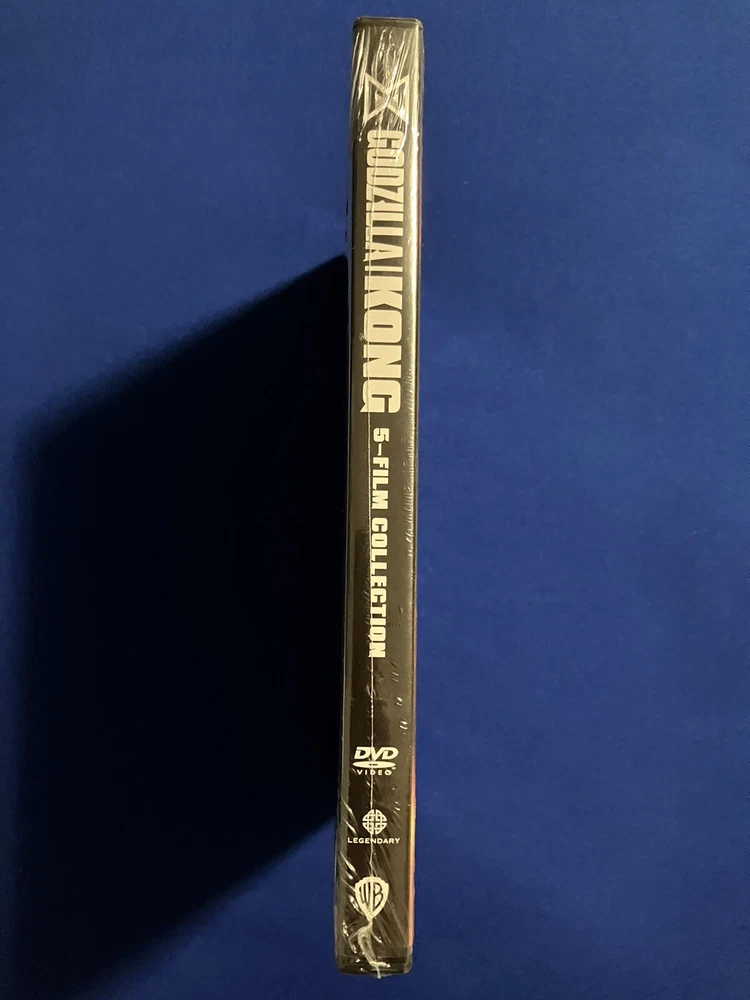 GODZILLA | KONG
5-FILM COLLECTION
DVD
VIDEO
LEGENDARY
WB